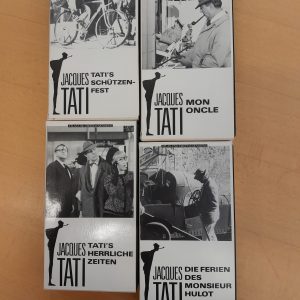 JACQUES
TATI
TATI'S
SCHÜTZEN-
FEST
JACQUES
TATI
MON
ONCLE
JACQUES
TATI
TATI'S
HERRLICHE
ZEITEN
JACQUES
TATI
DIE FERIEN
DES
MONSIEUR
HULOT